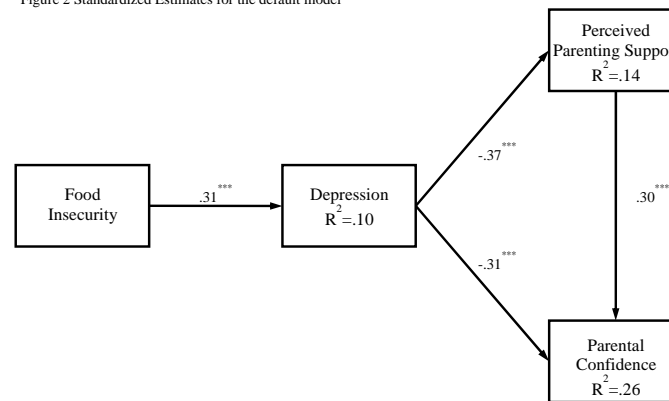 Figure 2 Standardized Estimates for the default model
Perceived
Parenting Suppo
R²=.14
-.37***
Food
Insecurity
.31***
Depression
R²=.10
.30***
-.31***
Parental
Confidence
R²=.26